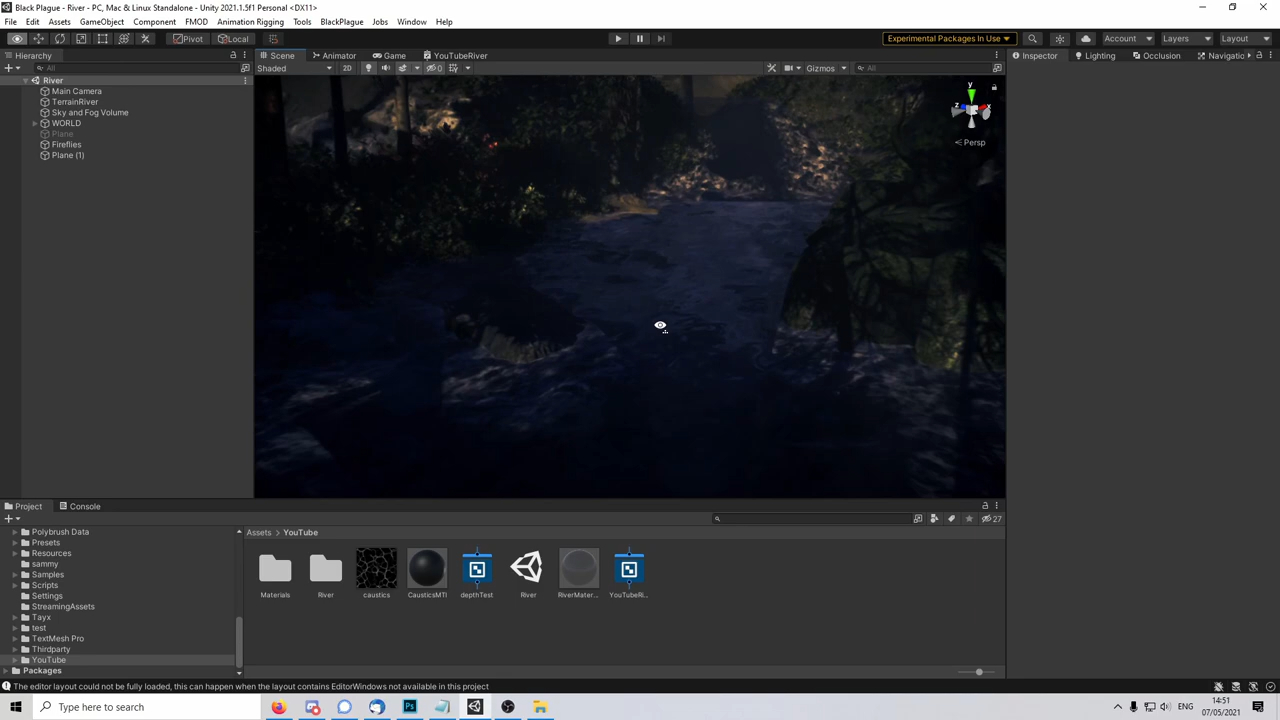 Black Plague - River - PC, Mac & Linux Standalone - Unity 2021.1.5f1 Personal <DX11>
File Edit Assets GameObject Component FMOD Animation Rigging Tools BlackPlague Jobs Window Help
Pivot Local Experimental Packages In Use Account Layers Layout
Hierarchy Scene Animator Game YouTubeRiver Inspector Lighting Occlusion Navigatio
All Shaded 2D 0 Gizmos All
River
Main Camera
TerrainRiver
Sky and Fog Volume
WORLD
Plane
Fireflies
Plane (1)
y
z x
Persp
Project Console
27
Polybrush Data
Presets
Resources
sammy
Samples
Scripts
Settings
StreamingAssets
Tayx
test
TextMesh Pro
Thirdparty
YouTube
Packages
Assets > YouTube
Materials River caustics CausticsMTl depthTest River RiverMater... YouTubeRi...
The editor layout could not be fully loaded, this can happen when the layout contains EditorWindows not available in this project
Type here to search
Ps
ENG
14:51
07/05/2021